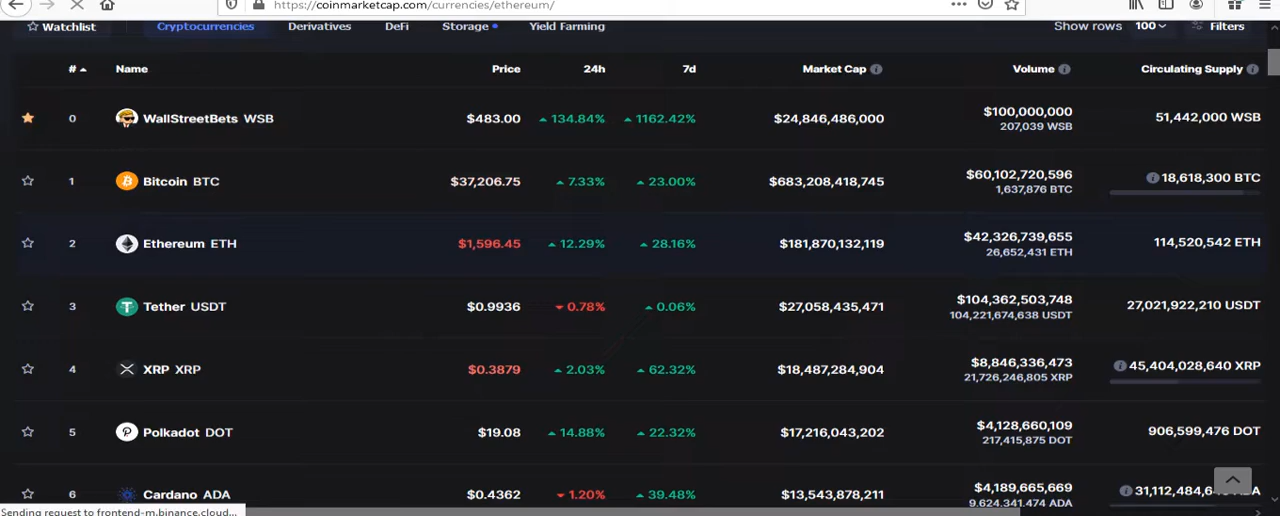 https://coinmarketcap.com/currencies/ethereum/
Watchlist Cryptocurrencies Derivatives DeFi Storage Yield Farming Show rows 100 Filters
# Name Price 24h 7d Market Cap Volume Circulating Supply
0 WallStreetBets WSB $483.00 134.84% 1162.42% $24,846,486,000 $100,000,000 51,442,000 WSB
207,039 WSB
1 Bitcoin BTC $37,206.75 7.33% 23.00% $683,208,418,745 $60,102,720,596 18,618,300 BTC
1,637,876 BTC
2 Ethereum ETH $1,596.45 12.29% 28.16% $181,870,132,119 $42,326,739,655 114,520,542 ETH
26,652,431 ETH
3 Tether USDT $0.9936 0.78% 0.06% $27,058,435,471 $104,362,503,748 27,021,922,210 USDT
104,221,674,638 USDT
4 XRP XRP $0.3879 2.03% 62.32% $18,487,284,904 $8,846,336,473 45,404,028,640 XRP
21,726,246,805 XRP
5 Polkadot DOT $19.08 14.88% 22.32% $17,216,043,202 $4,128,660,109 906,599,476 DOT
217,415,875 DOT
6 Cardano ADA $0.4362 1.20% 39.48% $13,543,878,211 $4,189,665,669
9,624,341,474 ADA
Sending request to frontend-m.binance.cloud...